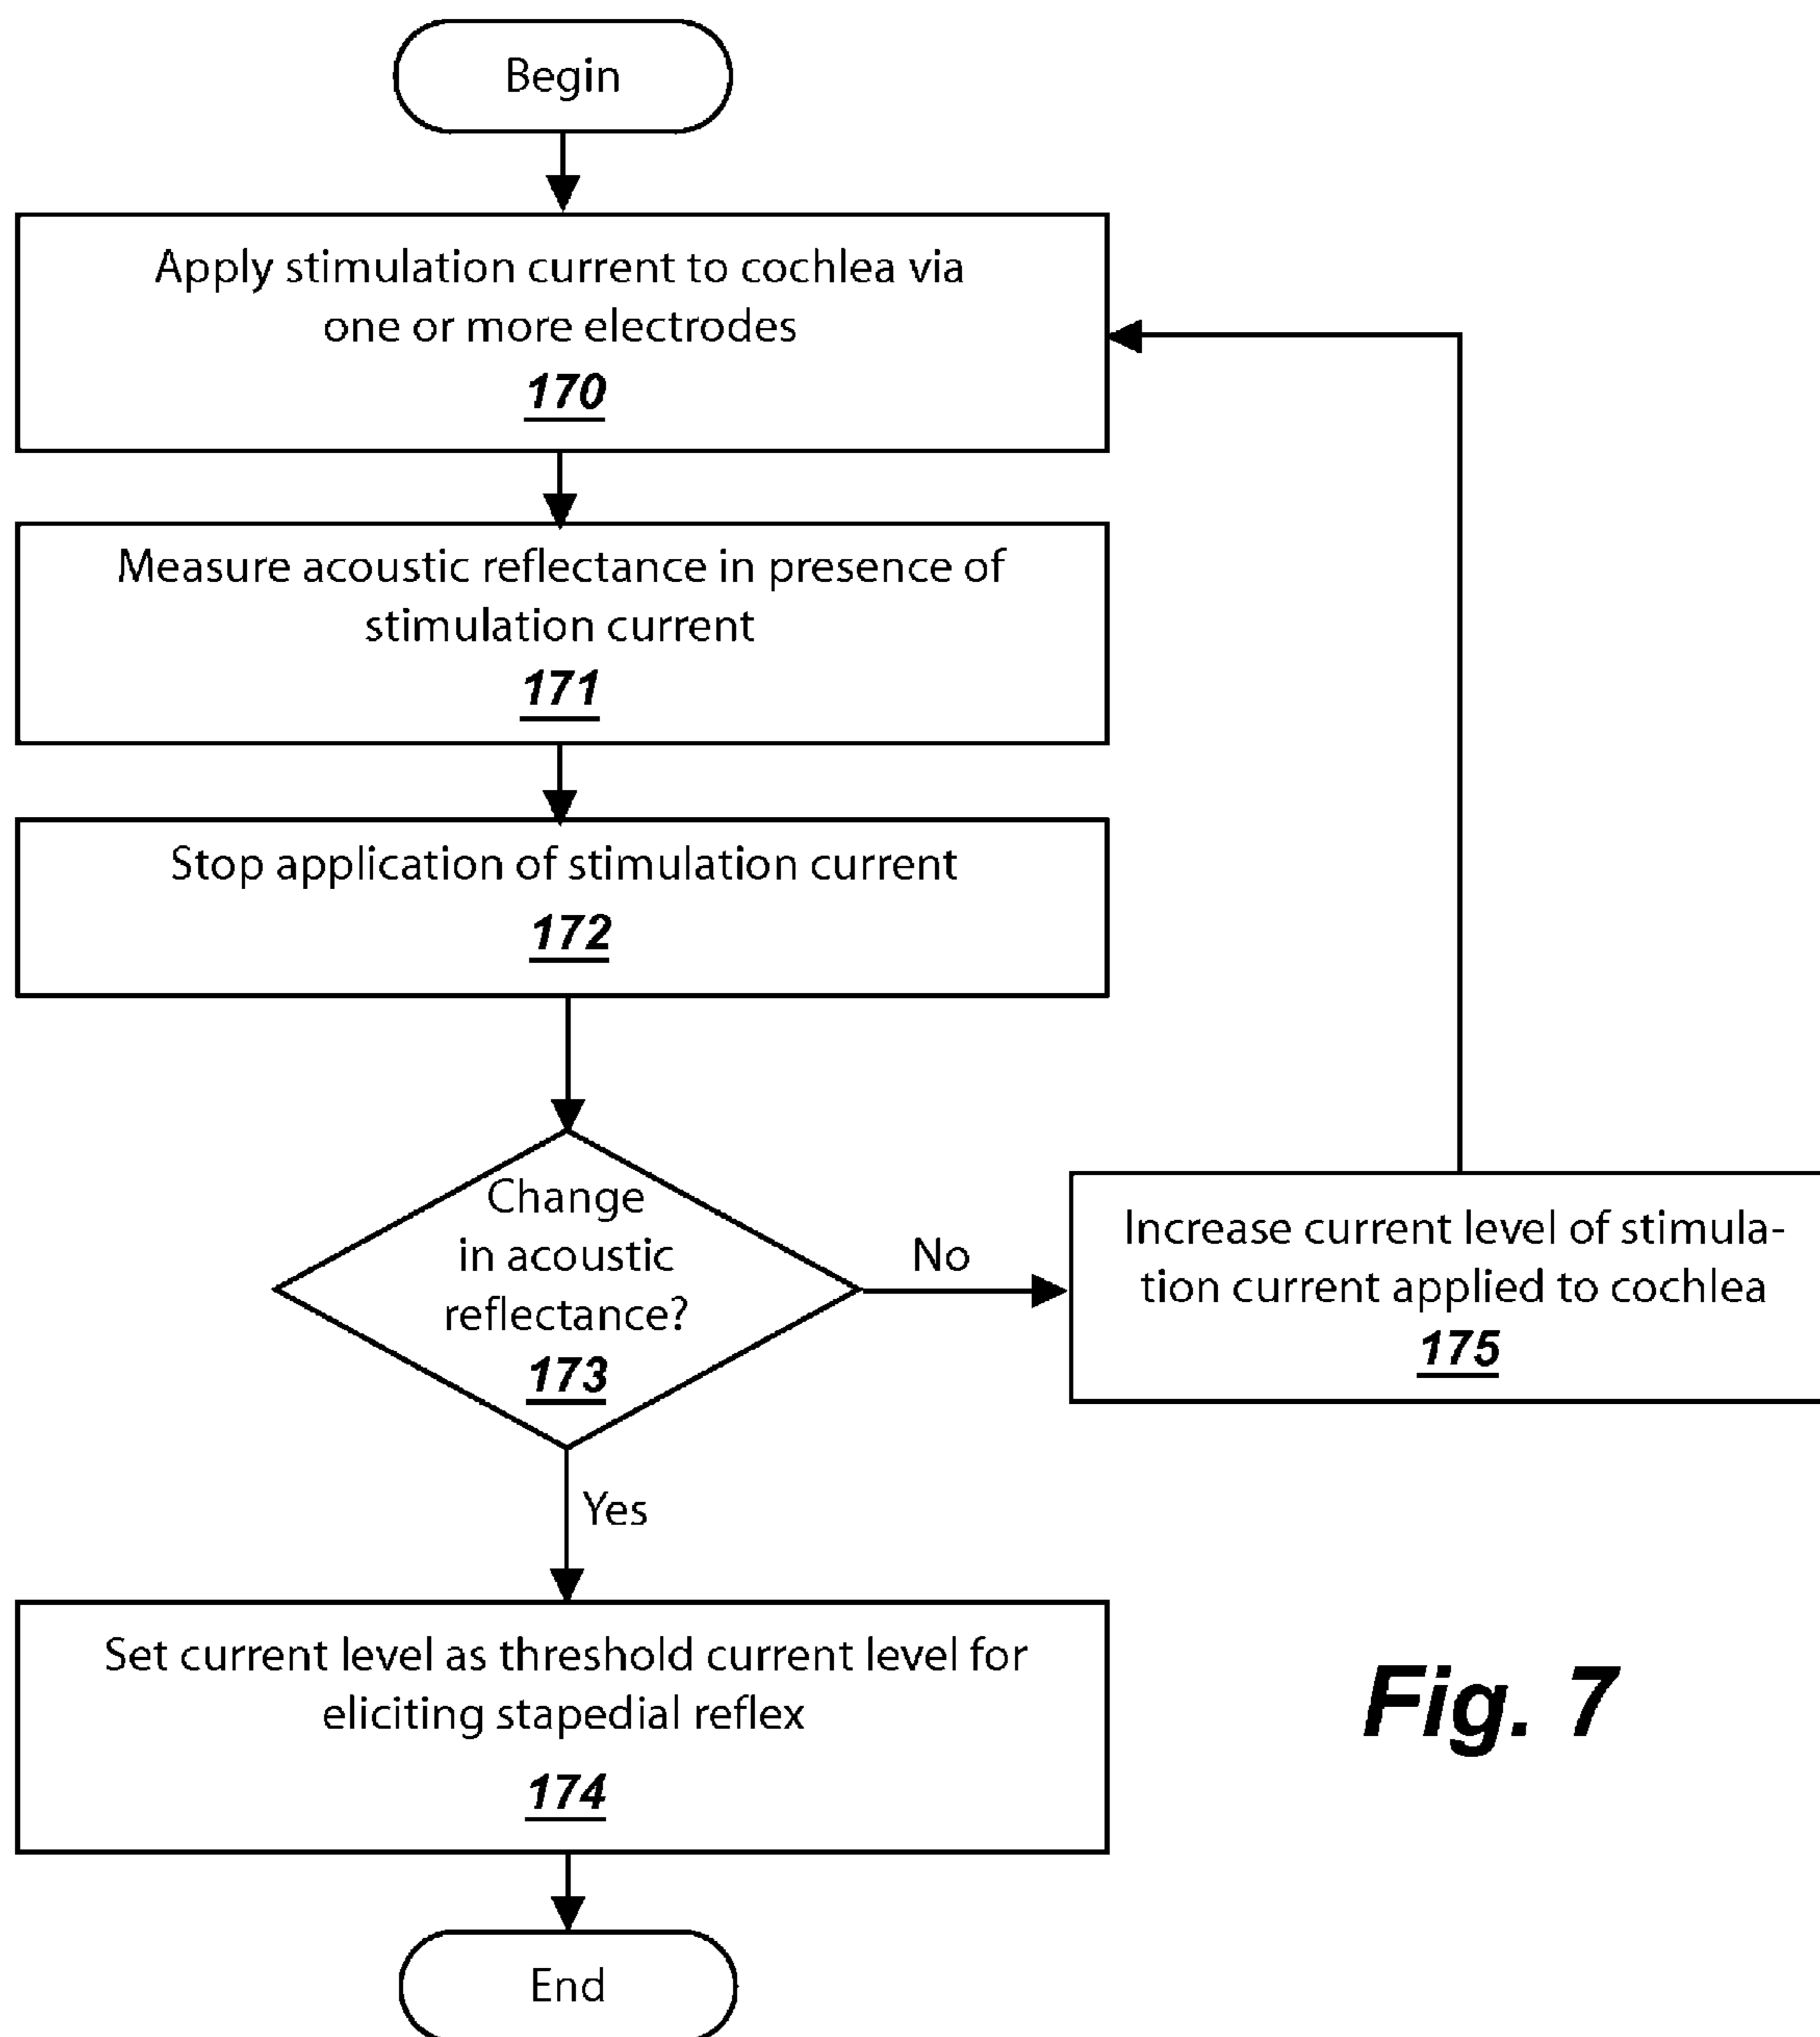 Begin
Apply stimulation current to cochlea via
one or more electrodes
170
Measure acoustic reflectance in presence of
stimulation current
171
Stop application of stimulation current
172
Change
in acoustic
reflectance?
173
No
Increase current level of stimula-
tion current applied to cochlea
175
Yes
Set current level as threshold current level for
eliciting stapedial reflex
174
End
Fig. 7